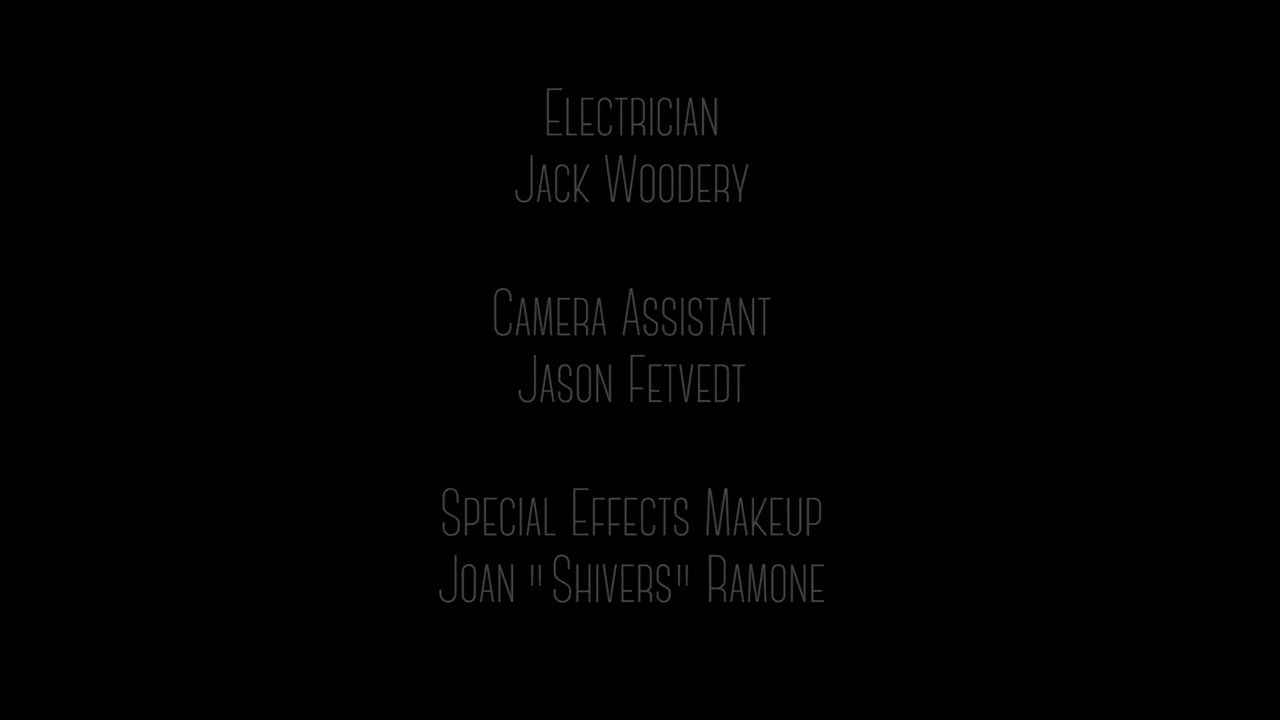 Electrician
Jack Woodery
Camera Assistant
Jason Fetvedt
Special Effects Makeup
Joan "Shivers" Ramone